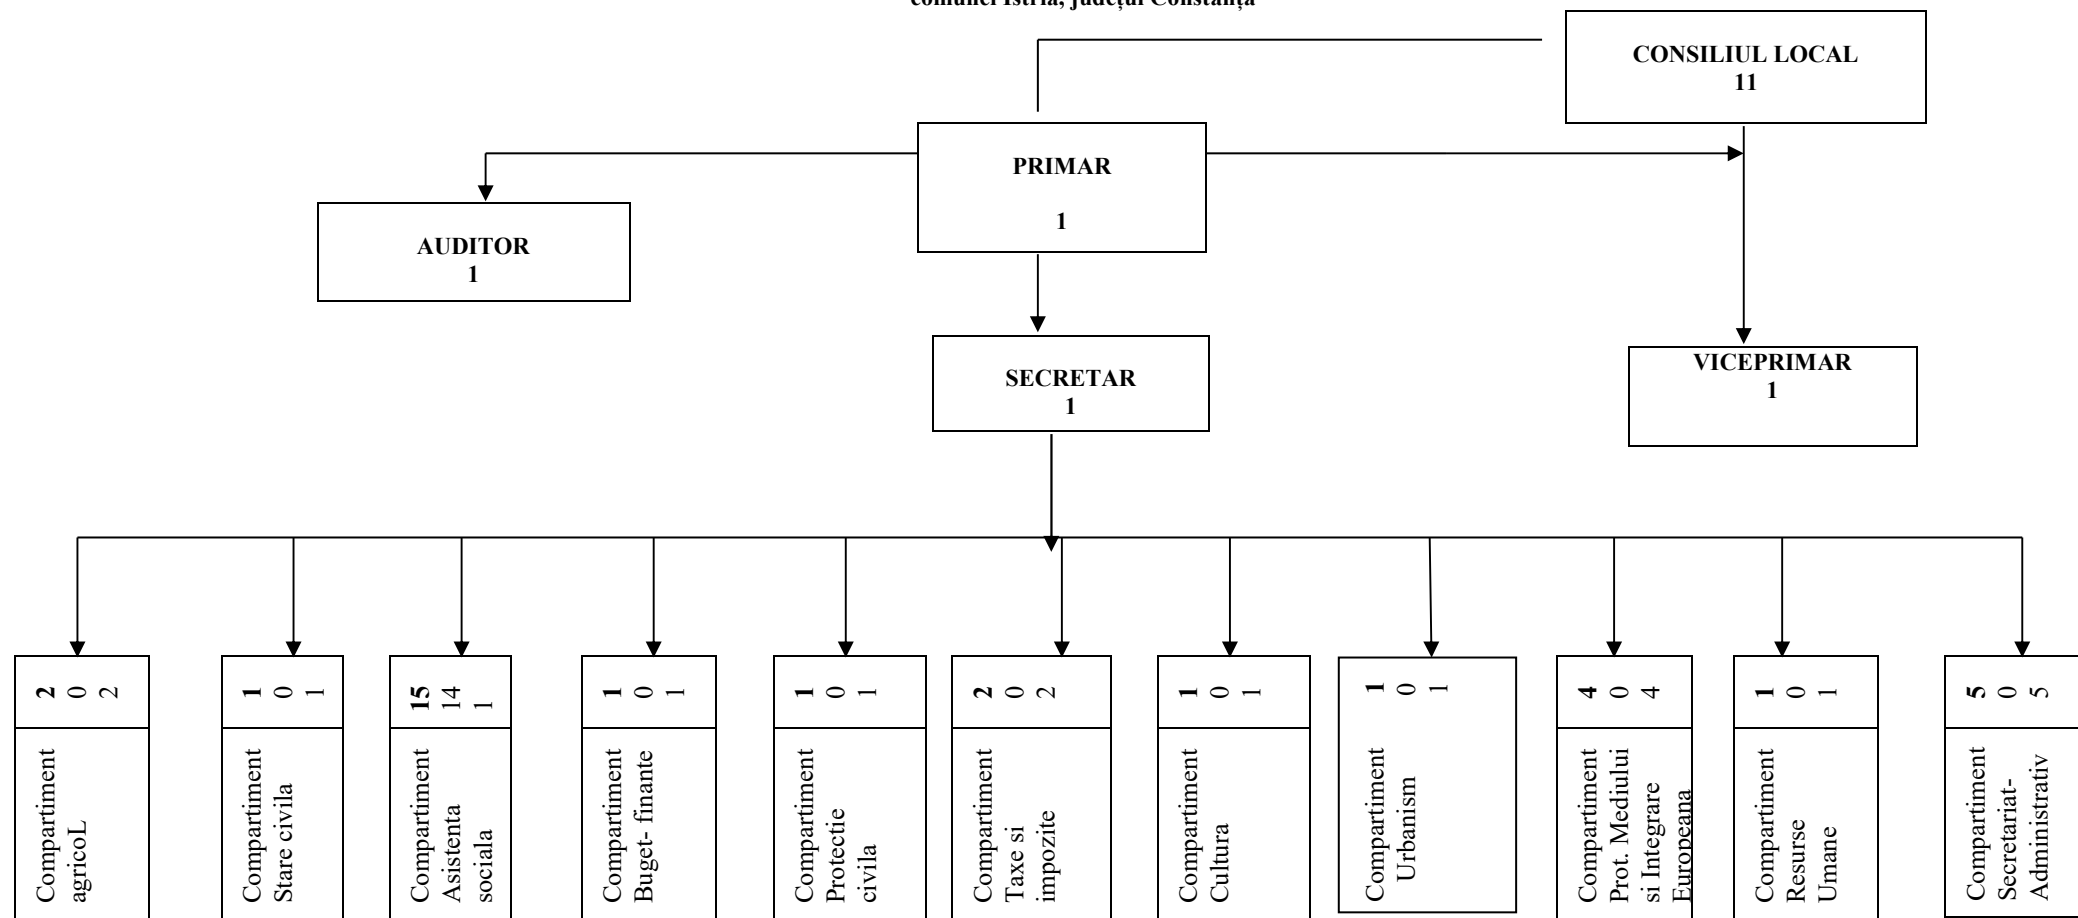 comunei Istria, județul Constanța
CONSILIUL LOCAL
11
PRIMAR
1
AUDITOR
1
SECRETAR
1
VICEPRIMAR
1
2
0
2
Compartiment
agricoL
1
0
1
Compartiment
Stare civila
15
14
1
Compartiment
Asistenta
sociala
1
0
1
Compartiment
Buget- finante
1
0
1
Compartiment
Protectie
civila
2
0
2
Compartiment
Taxe si
impozite
1
0
1
Compartiment
Cultura
1
0
1
Compartiment
Urbanism
4
0
4
Compartiment
Prot. Mediului
si Integrare
Europeana
1
0
1
Compartiment
Resurse
Umane
5
0
5
Compartiment
Secretariat-
Administrativ